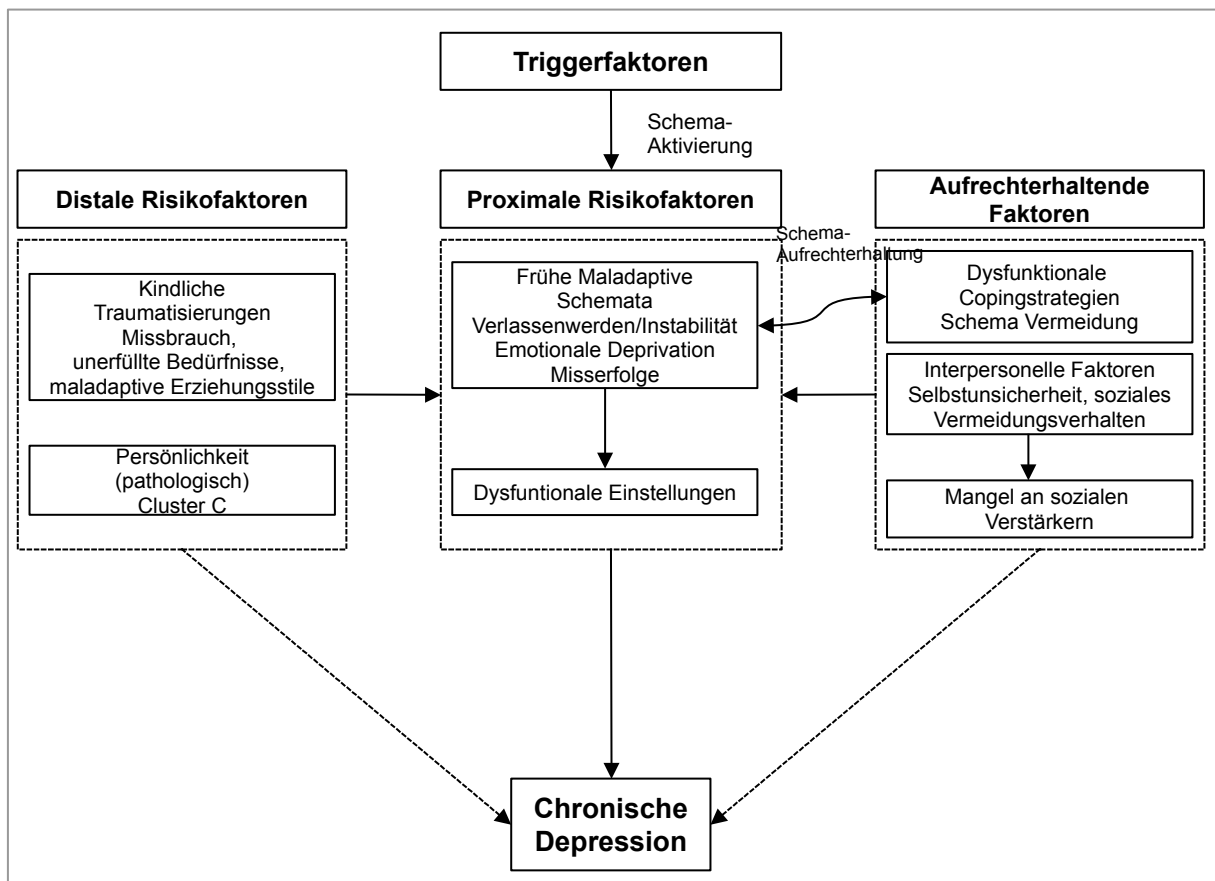 Triggerfaktoren
Schema-
Aktivierung
Distale Risikofaktoren
Proximale Risikofaktoren
Aufrechterhaltende
Faktoren
Schema-
Aufrechterhaltung
Kindliche
Traumatisierungen
Missbrauch,
unerfüllte Bedürfnisse,
maladaptive Erziehungsstile
Persönlichkeit
(pathologisch)
Cluster C
Frühe Maladaptive
Schemata
Verlassenwerden/Instabilität
Emotionale Deprivation
Misserfolge
Dysfuntionale Einstellungen
Dysfunktionale
Copingstrategien
Schema Vermeidung
Interpersonelle Faktoren
Selbstunsicherheit, soziales
Vermeidungsverhalten
Mangel an sozialen
Verstärkern
Chronische
Depression